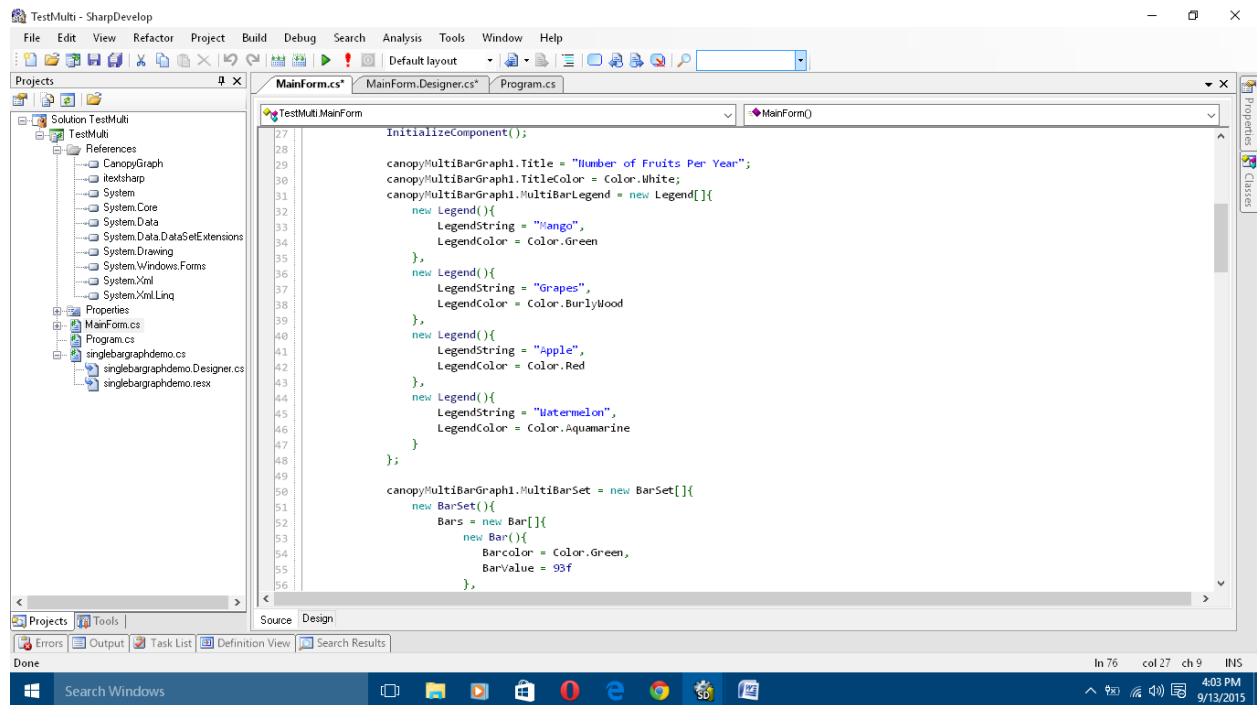 TestMulti - SharpDevelop
File Edit View Refactor Project Build Debug Search Analysis Tools Window Help
Default layout
Projects
MainForm.cs* MainForm.Designer.cs* Program.cs
Solution TestMulti
TestMulti
References
CanopyGraph
itextsharp
System
System.Core
System.Data
System.Data.DataSetExtensions
System.Drawing
System.Windows.Forms
System.Xml
System.Xml.Linq
Properties
MainForm.cs
Program.cs
singlebargraphdemo.cs
singlebargraphdemo.Designer.cs
singlebargraphdemo.resx
TestMulti.MainForm
MainForm()
27 InitializeComponent();
28
29 canopyMultiBarGraph1.Title = "Number of Fruits Per Year";
30 canopyMultiBarGraph1.TitleColor = Color.White;
31 canopyMultiBarGraph1.MultiBarLegend = new Legend[]{
32 new Legend(){
33 LegendString = "Mango",
34 LegendColor = Color.Green
35 },
36 new Legend(){
37 LegendString = "Grapes",
38 LegendColor = Color.BurlyWood
39 },
40 new Legend(){
41 LegendString = "Apple",
42 LegendColor = Color.Red
43 },
44 new Legend(){
45 LegendString = "Watermelon",
46 LegendColor = Color.Aquamarine
47 }
48 };
49
50 canopyMultiBarGraph1.MultiBarSet = new BarSet[]{
51 new BarSet(){
52 Bars = new Bar[]{
53 new Bar(){
54 Barcolor = Color.Green,
55 BarValue = 93f
56 },
Properties
Classes
Projects Tools
Source Design
Errors Output Task List Definition View Search Results
Done
ln 76 col 27 ch 9 INS
Search Windows
SD
4:03 PM
9/13/2015